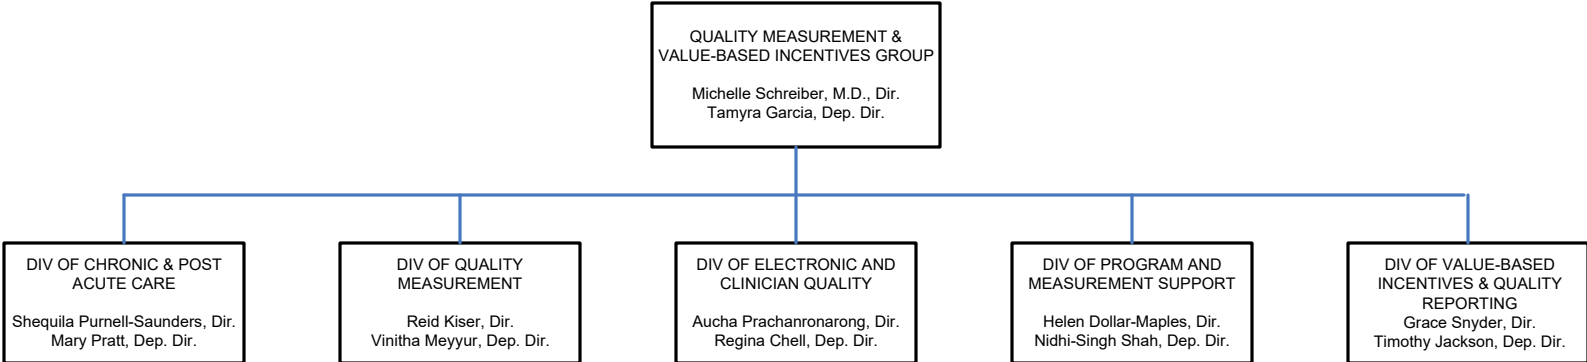 QUALITY MEASUREMENT &
VALUE-BASED INCENTIVES GROUP
Michelle Schreiber, M.D., Dir.
Tamyra Garcia, Dep. Dir.
DIV OF CHRONIC & POST
ACUTE CARE
Shequila Purnell-Saunders, Dir.
Mary Pratt, Dep. Dir.
DIV OF QUALITY
MEASUREMENT
Reid Kiser, Dir.
Vinitha Meyyur, Dep. Dir.
DIV OF ELECTRONIC AND
CLINICIAN QUALITY
Aucha Prachanronarong, Dir.
Regina Chell, Dep. Dir.
DIV OF PROGRAM AND
MEASUREMENT SUPPORT
Helen Dollar-Maples, Dir.
Nidhi-Singh Shah, Dep. Dir.
DIV OF VALUE-BASED
INCENTIVES & QUALITY
REPORTING
Grace Snyder, Dir.
Timothy Jackson, Dep. Dir.